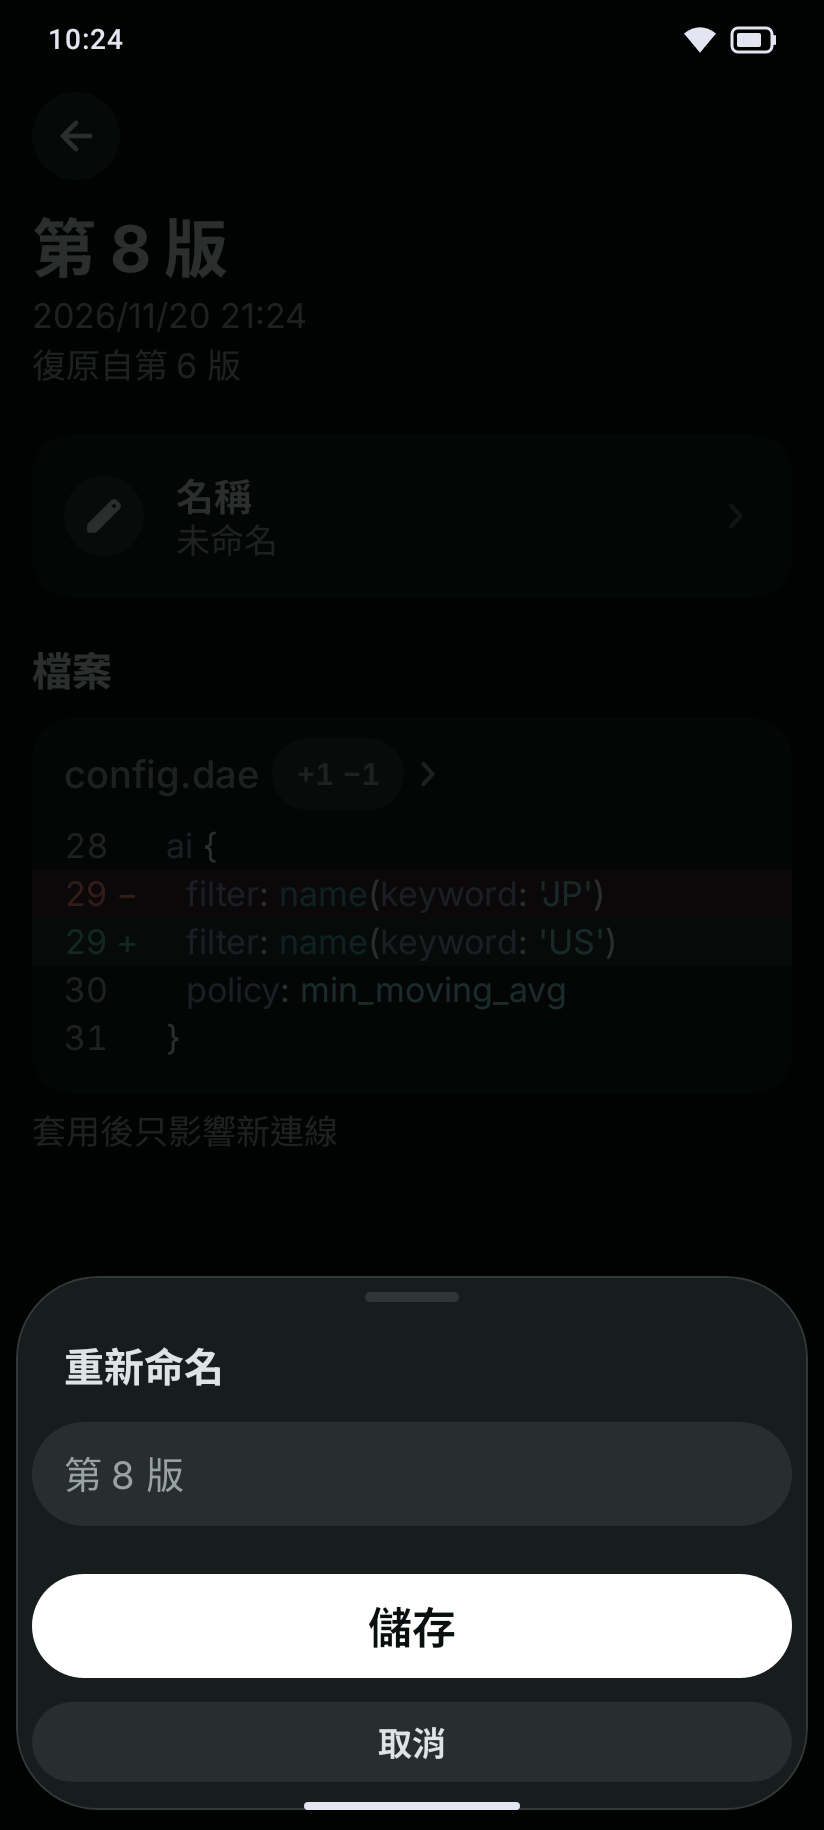 10:24
第 8 版
2026/11/20 21:24
復原自第 6 版
名稱
未命名
檔案
config.dae +1 −1
28 ai {
29 − filter: name(keyword: 'JP')
29 + filter: name(keyword: 'US')
30 policy: min_moving_avg
31 }
套用後只影響新連線
重新命名
第 8 版
儲存
取消